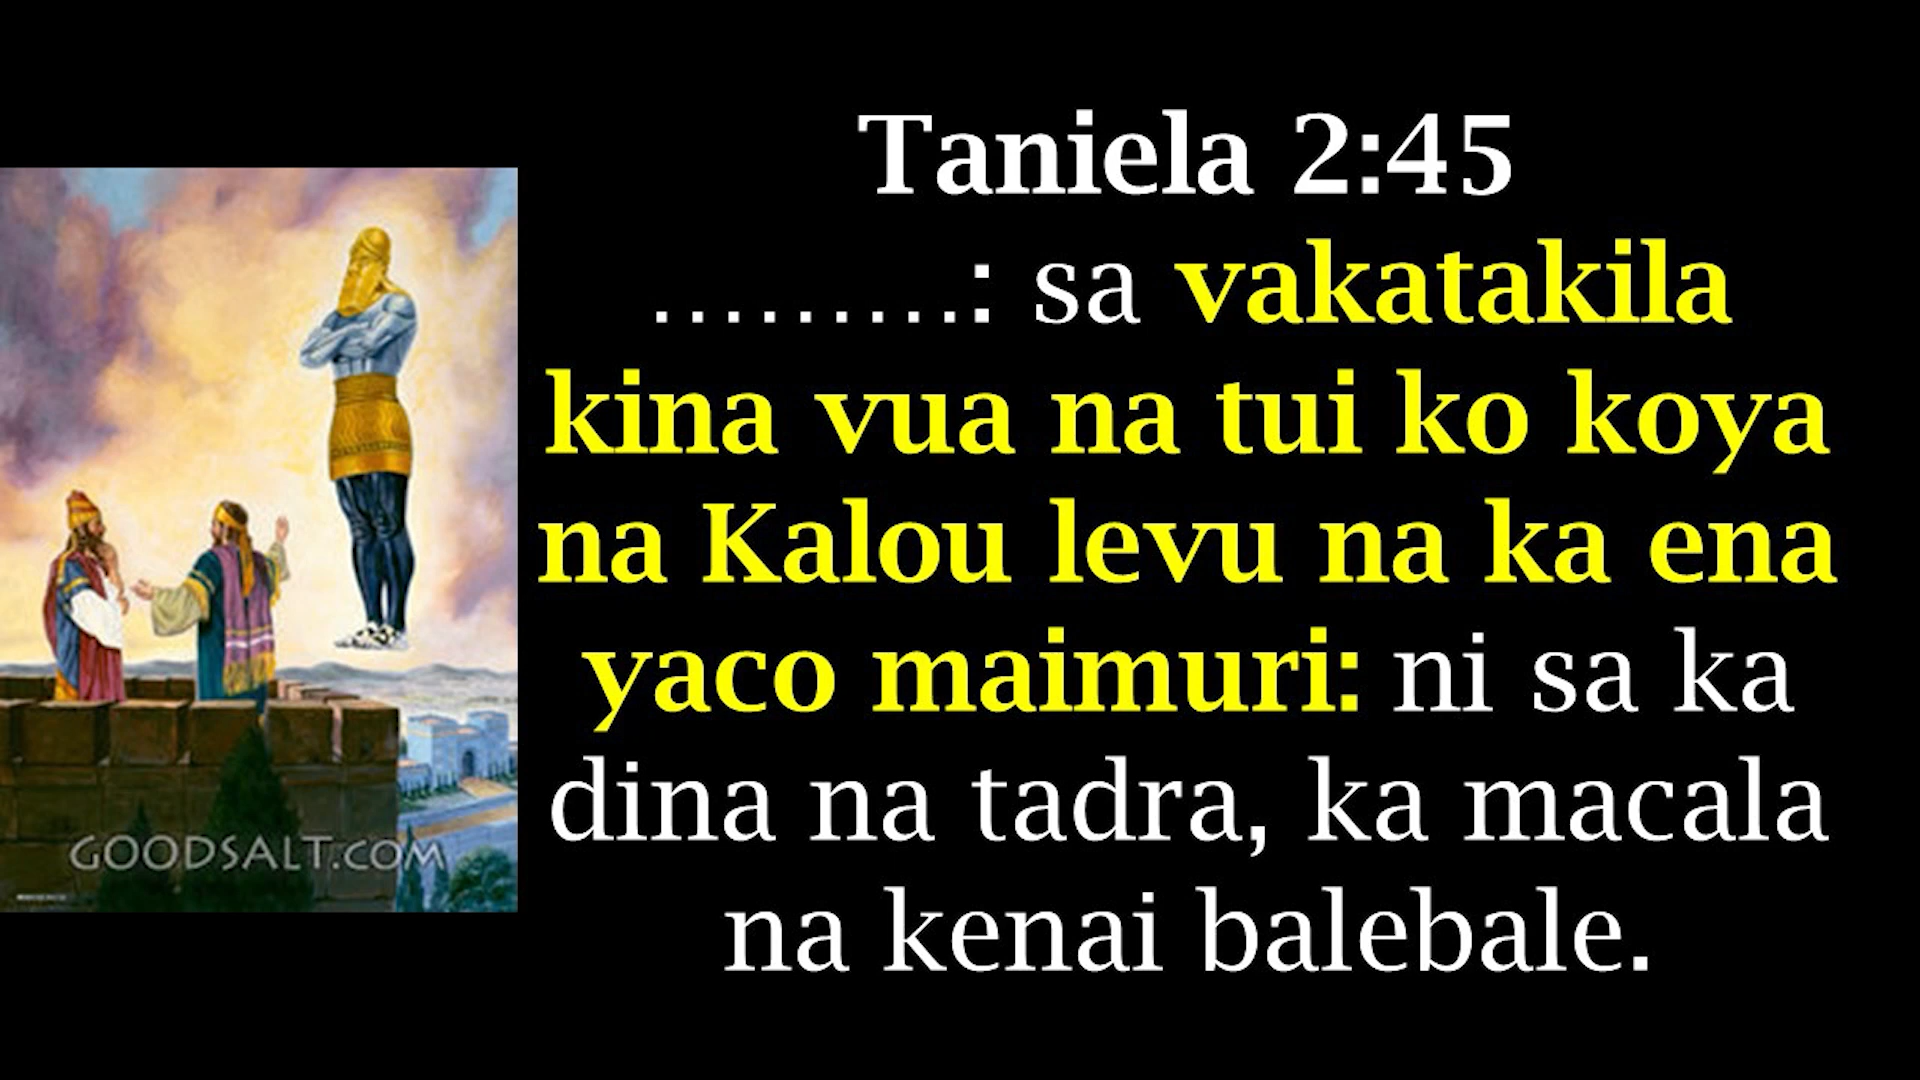 Taniela 2:45
………: sa vakatakila
kina vua na tui ko koya
na Kalou levu na ka ena
yaco maimuri: ni sa ka
dina na tadra, ka macala
na kenai balebale.
GOODSALT.COM